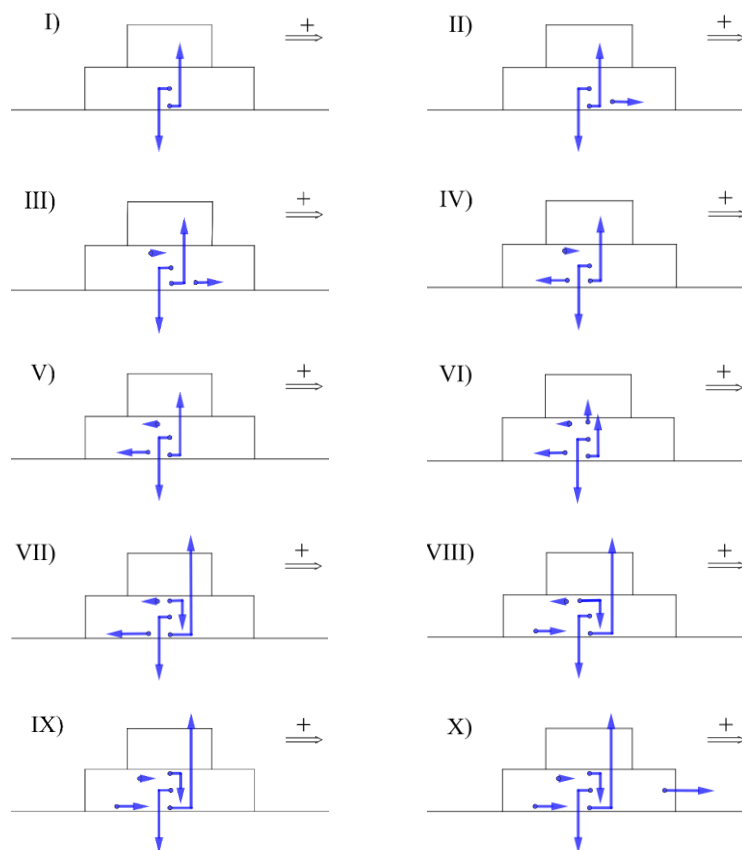 I) +
II) +
III) +
IV) +
V) +
VI) +
VII) +
VIII) +
IX) +
X) +